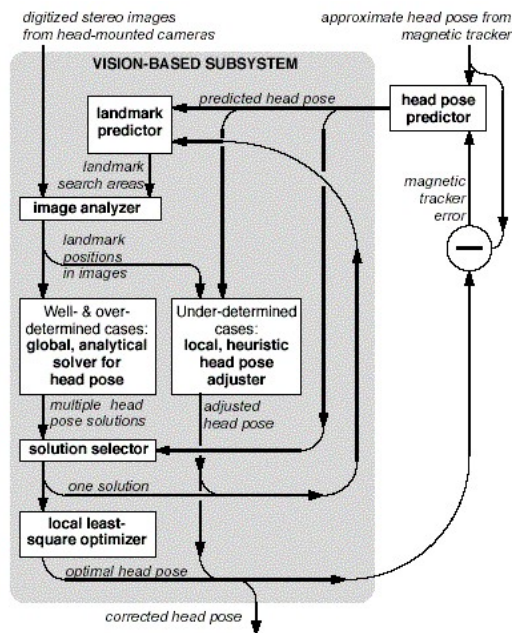 digitized stereo images
from head-mounted cameras
approximate head pose from
magnetic tracker
VISION-BASED SUBSYSTEM
predicted head pose
landmark
predictor
head pose
predictor
landmark
search areas
magnetic
tracker
error
image analyzer
landmark
positions
in images
Well- & over-
determined cases:
global, analytical
solver for
head pose
Under-determined
cases:
local, heuristic
head pose
adjuster
multiple head
pose solutions
adjusted
head pose
solution selector
one solution
local least-
square optimizer
optimal head pose
corrected head pose